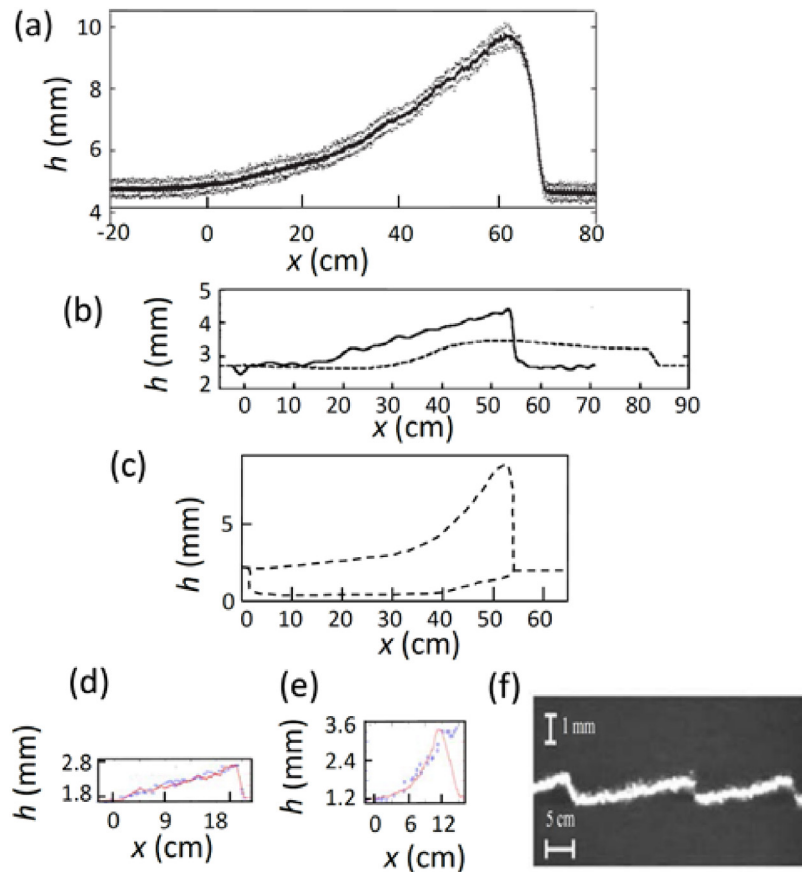 (a)
10
8
6
4
h (mm)
-20 0 20 40 60 80
x (cm)
(b)
5
4
3
2
h (mm)
0 10 20 30 40 50 60 70 80 90
x (cm)
(c)
5
0
h (mm)
0 10 20 30 40 50 60
x (cm)
(d)
2.8
1.8
h (mm)
0 9 18
x (cm)
(e)
3.6
2.4
1.2
h (mm)
0 6 12
x (cm)
(f)
1 mm
5 cm